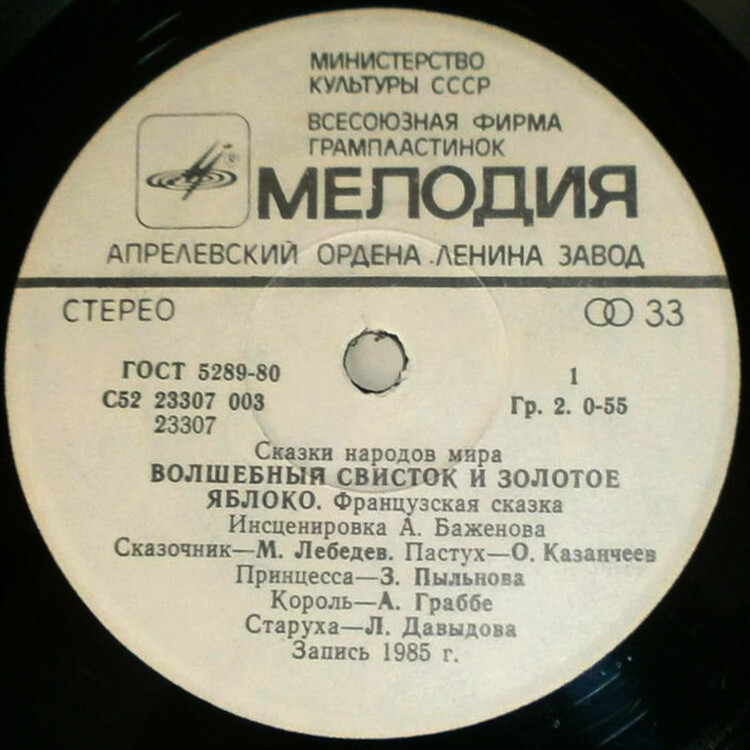 МИНИСТЕРСТВО
КУЛЬТУРЫ СССР
ВСЕСОЮЗНАЯ ФИРМА
ГРАМПЛАСТИНОК
МЕЛОДИЯ
АПРЕЛЕВСКИЙ ОРДЕНА ЛЕНИНА ЗАВОД
СТЕРЕО 33
ГОСТ 5289-80 1
С52 23307 003 Гр. 2. 0-55
23307
Сказки народов мира
ВОЛШЕБНЫЙ СВИСТОК И ЗОЛОТОЕ
ЯБЛОКО. Французская сказка
Инсценировка А. Баженова
Сказочник—М. Лебедев. Пастух—О. Казанчеев
Принцесса—З. Пыльнова
Король—А. Граббе
Старуха—Л. Давыдова
Запись 1985 г.